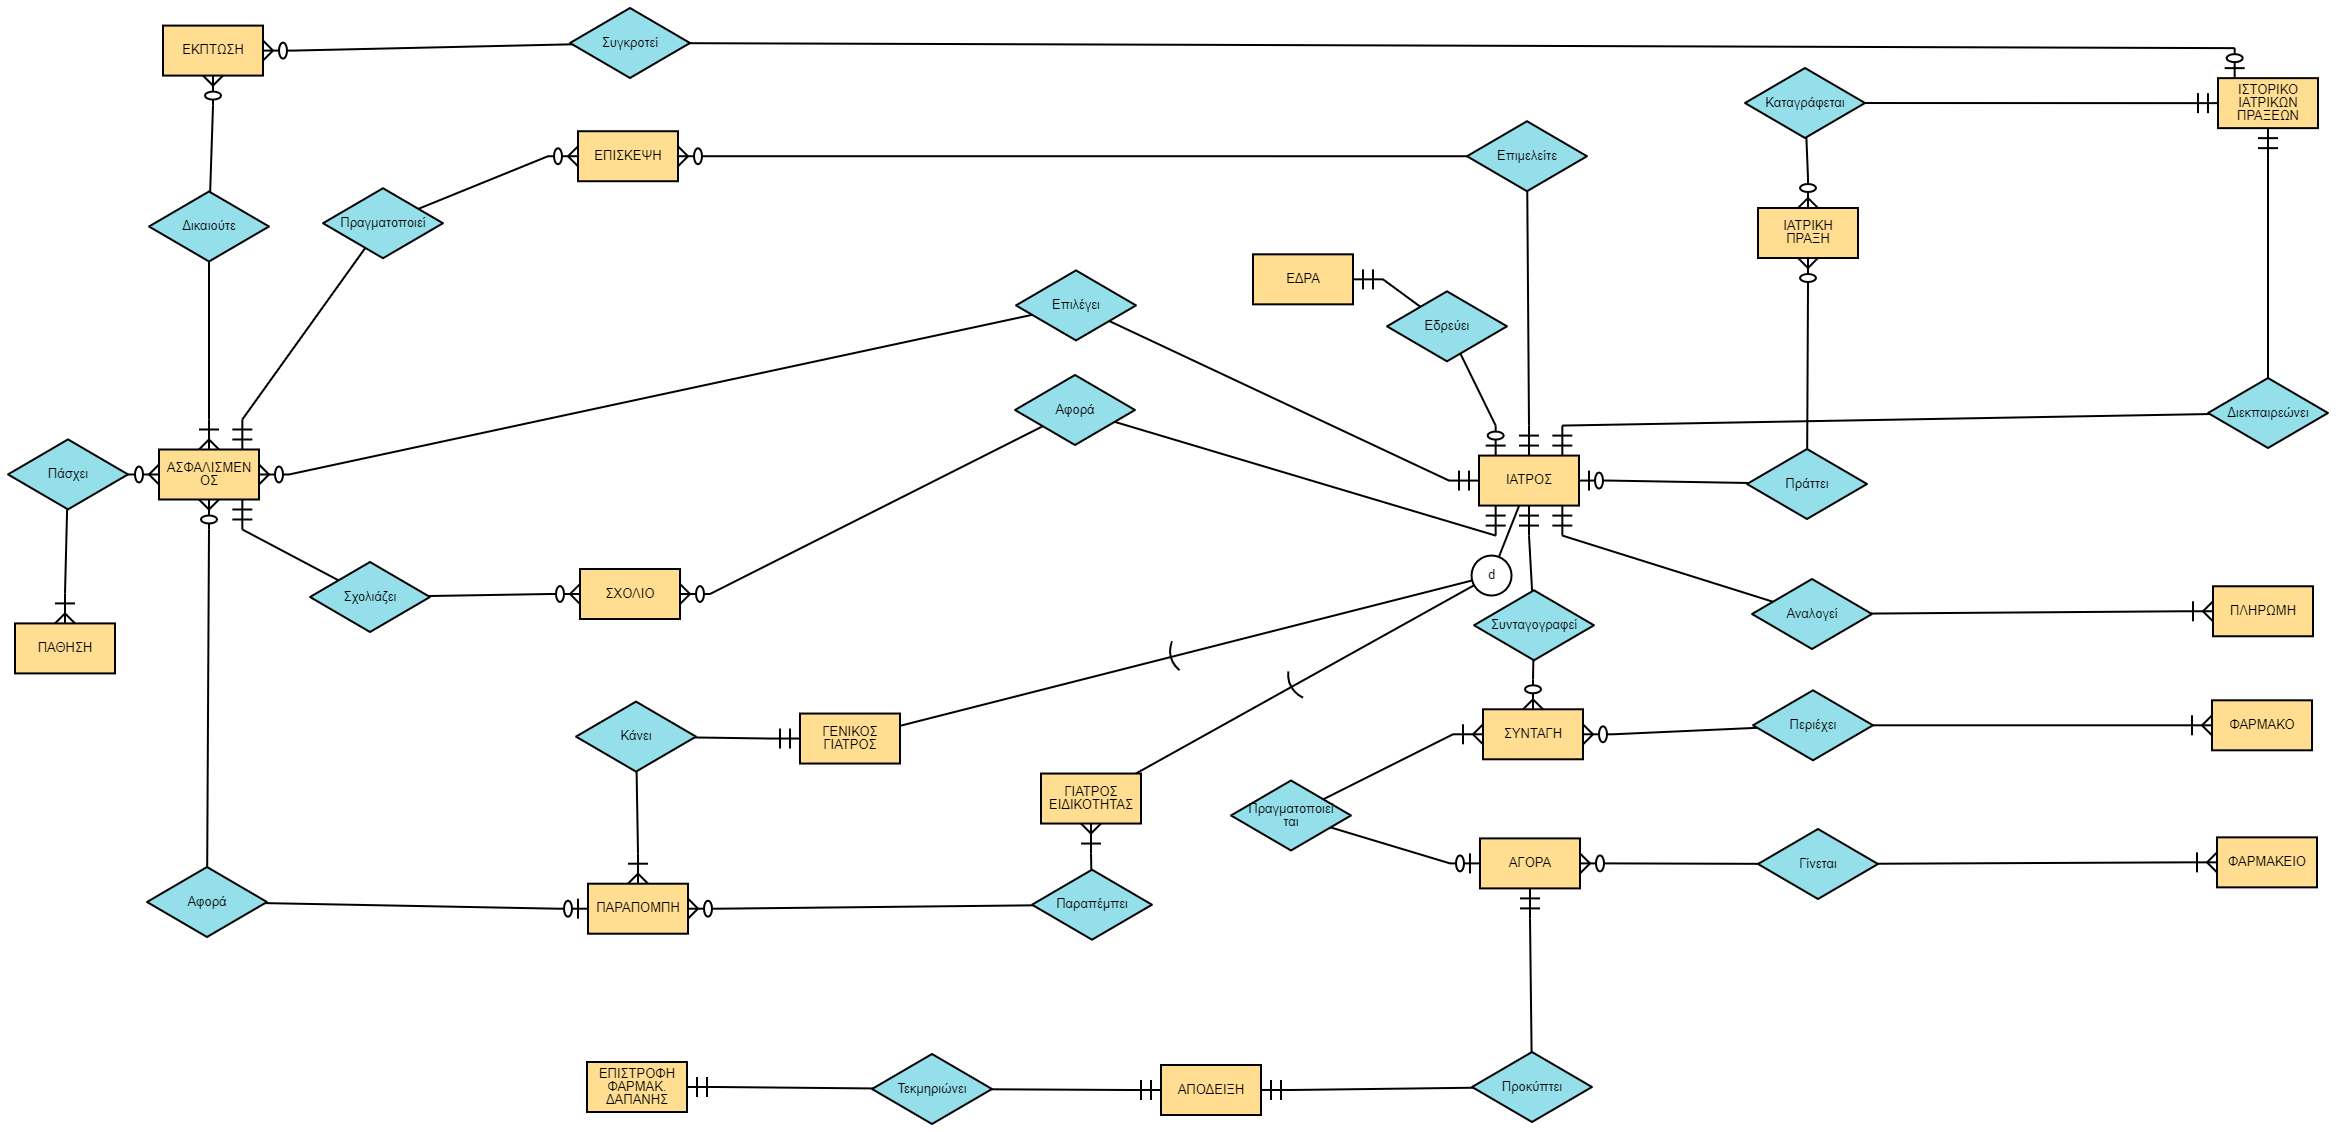 Συγκροτεί
ΕΚΠΤΩΣΗ
ΙΣΤΟΡΙΚΟ
ΙΑΤΡΙΚΩΝ
ΠΡΑΞΕΩΝ
Καταγράφεται
ΕΠΙΣΚΕΨΗ
Επιμελείτε
Δικαιούτε
Πραγματοποιεί
ΙΑΤΡΙΚΗ
ΠΡΑΞΗ
ΕΔΡΑ
Επιλέγει
Εδρεύει
Αφορά
Διεκπαιρεώνει
Πάσχει
ΑΣΦΑΛΙΣΜΕΝ
ΟΣ
ΙΑΤΡΟΣ
Πράττει
d
Σχολιάζει
ΣΧΟΛΙΟ
Συνταγογραφεί
Αναλογεί
ΠΛΗΡΩΜΗ
ΠΑΘΗΣΗ
Κάνει
ΓΕΝΙΚΟΣ
ΓΙΑΤΡΟΣ
ΣΥΝΤΑΓΗ
Περιέχει
ΦΑΡΜΑΚΟ
ΓΙΑΤΡΟΣ
ΕΙΔΙΚΟΤΗΤΑΣ
Πραγματοποιεί
ται
ΑΓΟΡΑ
Γίνεται
ΦΑΡΜΑΚΕΙΟ
Αφορά
ΠΑΡΑΠΟΜΠΗ
Παραπέμπει
ΕΠΙΣΤΡΟΦΗ
ΦΑΡΜΑΚ.
ΔΑΠΑΝΗΣ
Τεκμηριώνει
ΑΠΟΔΕΙΞΗ
Προκύπτει